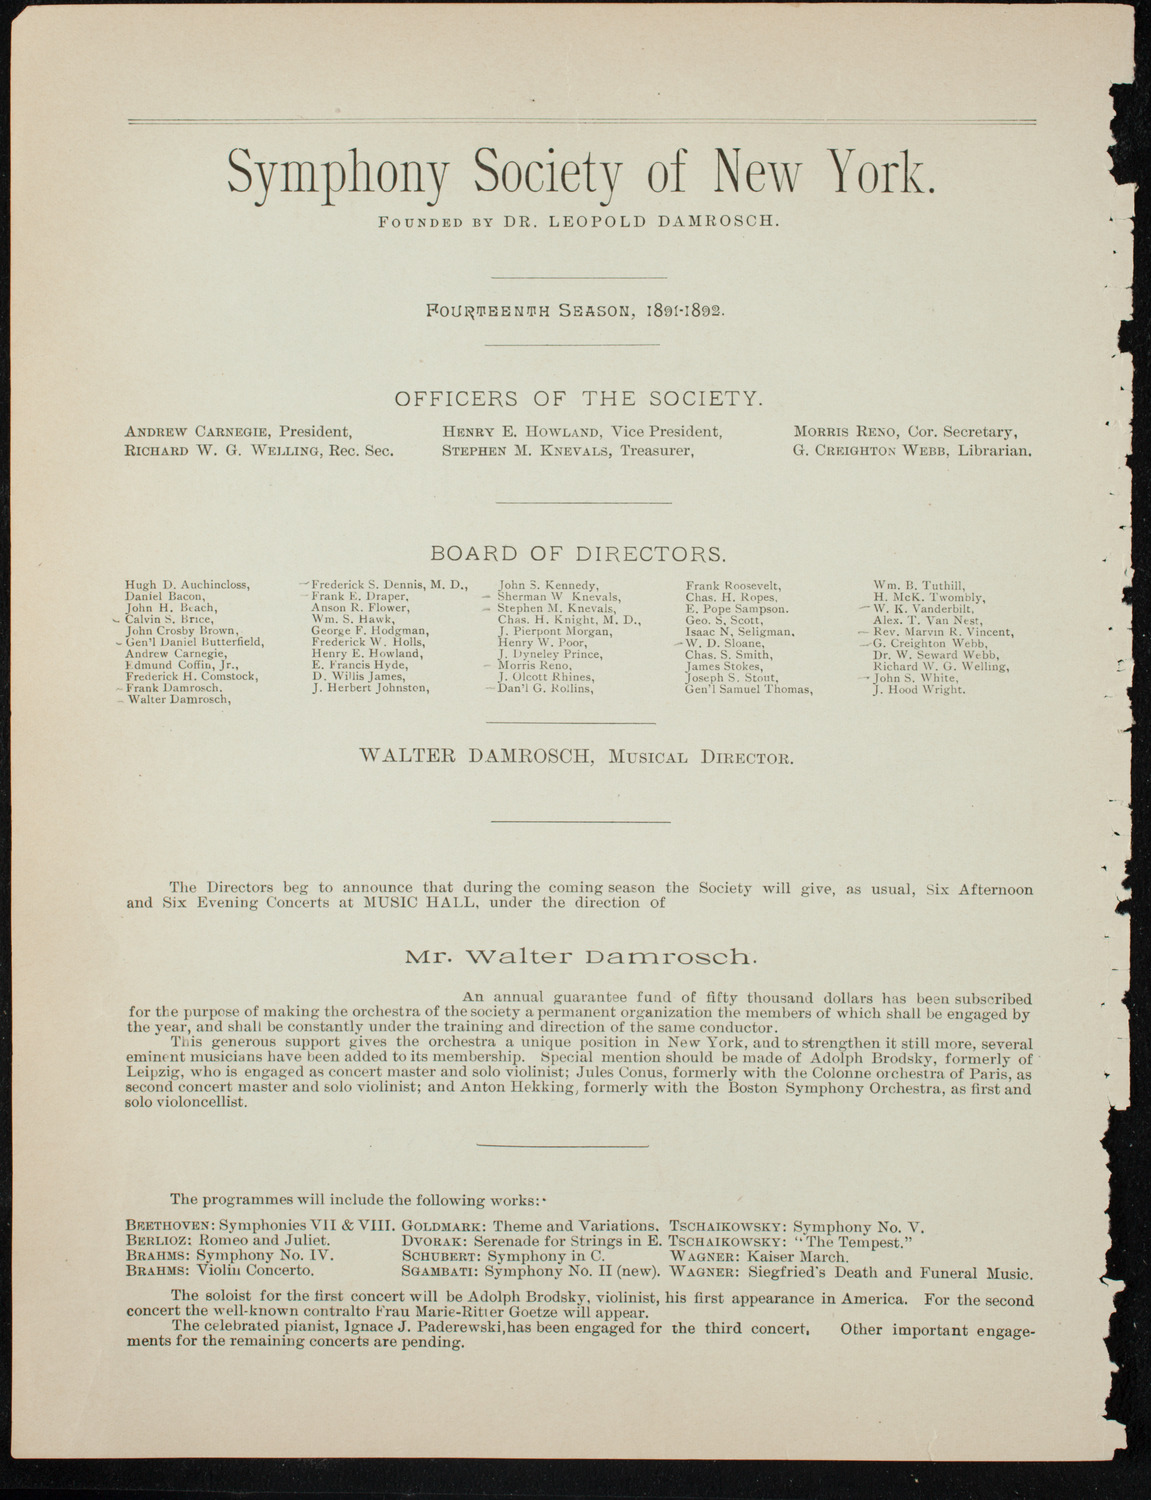 Symphony Society of New York.
FOUNDED BY DR. LEOPOLD DAMROSCH.
FOURTEENTH SEASON, 1891-1892.
OFFICERS OF THE SOCIETY.
ANDREW CARNEGIE, President, HENRY E. HOWLAND, Vice President, MORRIS RENO, Cor. Secretary,
RICHARD W. G. WELLING, Rec. Sec. STEPHEN M. KNEVALS, Treasurer, G. CREIGHTON WEBB, Librarian.
BOARD OF DIRECTORS.
Hugh D. Auchincloss,
Daniel Bacon,
John H. Beach,
Calvin S. Brice,
John Crosby Brown,
Gen'l Daniel Butterfield,
Andrew Carnegie,
Edmund Coffin, Jr.,
Frederick H. Comstock,
Frank Damrosch.
Walter Damrosch,
Frederick S. Dennis, M. D.,
Frank E. Draper,
Anson R. Flower,
Wm. S. Hawk,
George F. Hodgman,
Frederick W. Holls,
Henry E. Howland,
E. Francis Hyde,
D. Willis James,
J. Herbert Johnston,
John S. Kennedy,
Sherman W Knevals,
Stephen M. Knevals,
Chas. H. Knight, M. D.,
J. Pierpont Morgan,
Henry W. Poor,
J. Dyneley Prince,
Morris Reno,
J. Olcott Rhines,
Dan'l G. Rollins,
Frank Roosevelt,
Chas. H. Ropes,
E. Pope Sampson.
Geo. S. Scott,
Isaac N. Seligman,
W. D. Sloane,
Chas. S. Smith,
James Stokes,
Joseph S. Stout,
Gen'l Samuel Thomas,
Wm. B. Tuthill,
H. McK. Twombly,
W. K. Vanderbilt,
Alex. T. Van Nest,
Rev. Marvin R. Vincent,
G. Creighton Webb,
Dr. W. Seward Webb,
Richard W. G. Welling,
John S. White,
J. Hood Wright.
WALTER DAMROSCH, MUSICAL DIRECTOR.
The Directors beg to announce that during the coming season the Society will give, as usual, Six Afternoon
and Six Evening Concerts at MUSIC HALL, under the direction of
Mr. Walter Damrosch.
An annual guarantee fund of fifty thousand dollars has been subscribed
for the purpose of making the orchestra of the society a permanent organization the members of which shall be engaged by
the year, and shall be constantly under the training and direction of the same conductor.
This generous support gives the orchestra a unique position in New York, and to strengthen it still more, several
eminent musicians have been added to its membership. Special mention should be made of Adolph Brodsky, formerly of
Leipzig, who is engaged as concert master and solo violinist; Jules Conus, formerly with the Colonne orchestra of Paris, as
second concert master and solo violinist; and Anton Hekking, formerly with the Boston Symphony Orchestra, as first and
solo violoncellist.
The programmes will include the following works:
BEETHOVEN: Symphonies VII & VIII. GOLDMARK: Theme and Variations. TSCHAIKOWSKY: Symphony No. V.
BERLIOZ: Romeo and Juliet. DVORAK: Serenade for Strings in E. TSCHAIKOWSKY: "The Tempest."
BRAHMS: Symphony No. IV. SCHUBERT: Symphony in C. WAGNER: Kaiser March.
BRAHMS: Violin Concerto. SGAMBATI: Symphony No. II (new). WAGNER: Siegfried's Death and Funeral Music.
The soloist for the first concert will be Adolph Brodsky, violinist, his first appearance in America. For the second
concert the well-known contralto Frau Marie-Ritter Goetze will appear.
The celebrated pianist, Ignace J. Paderewski,has been engaged for the third concert, Other important engage-
ments for the remaining concerts are pending.